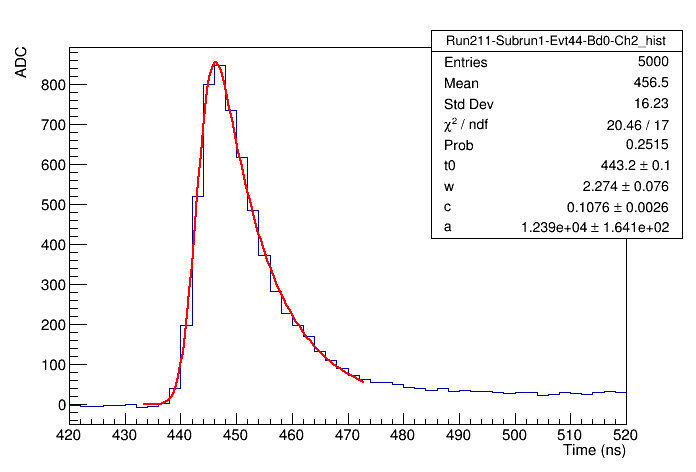 Run211-Subrun1-Evt44-Bd0-Ch2_hist
Entries 5000
Mean 456.5
Std Dev 16.23
χ² / ndf 20.46 / 17
Prob 0.2515
t0 443.2 ± 0.1
w 2.274 ± 0.076
c 0.1076 ± 0.0026
a 1.239e+04 ± 1.641e+02
ADC
800
700
600
500
400
300
200
100
0
420 430 440 450 460 470 480 490 500 510 520
Time (ns)